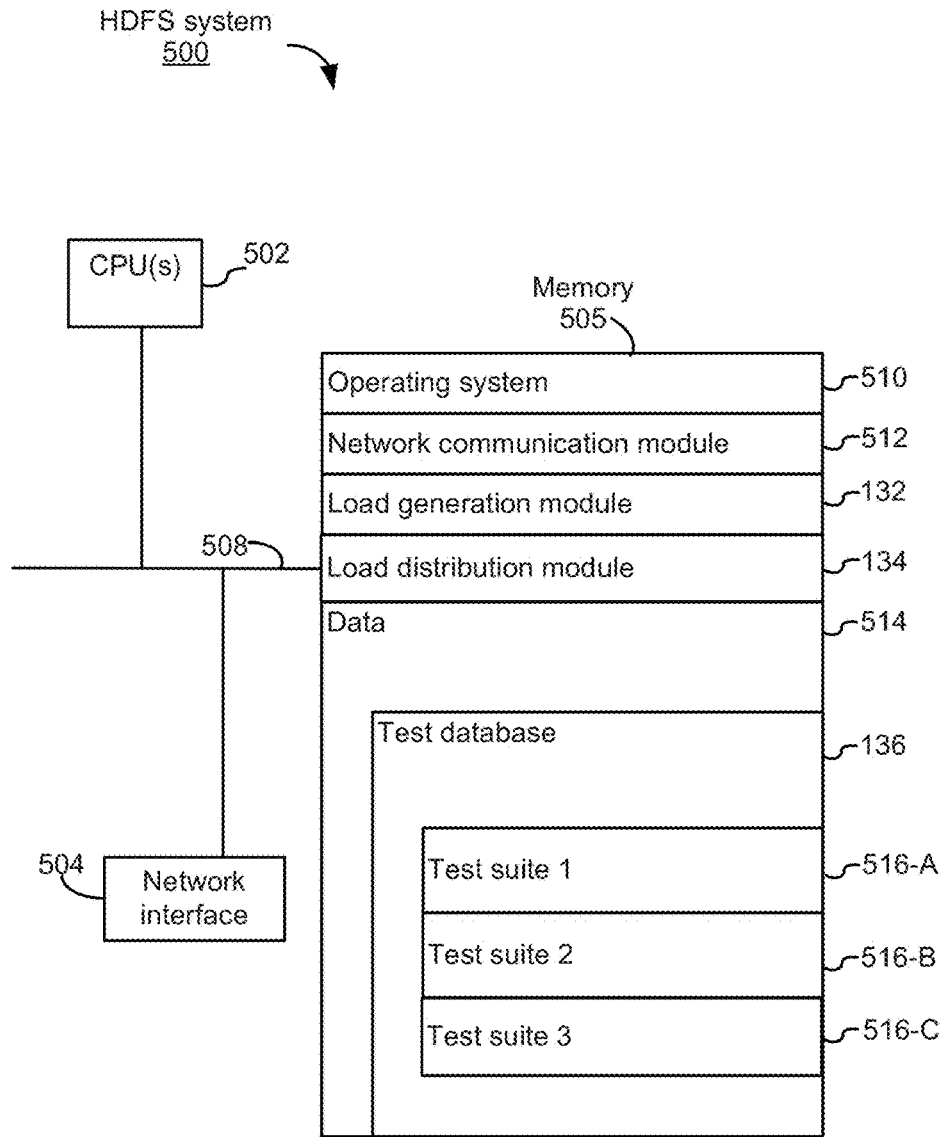 HDFS system
500
CPU(s)
502
Memory
505
Operating system
510
Network communication module
512
Load generation module
132
508
Load distribution module
134
Data
514
Test database
136
504
Network
interface
Test suite 1
516-A
Test suite 2
516-B
Test suite 3
516-C